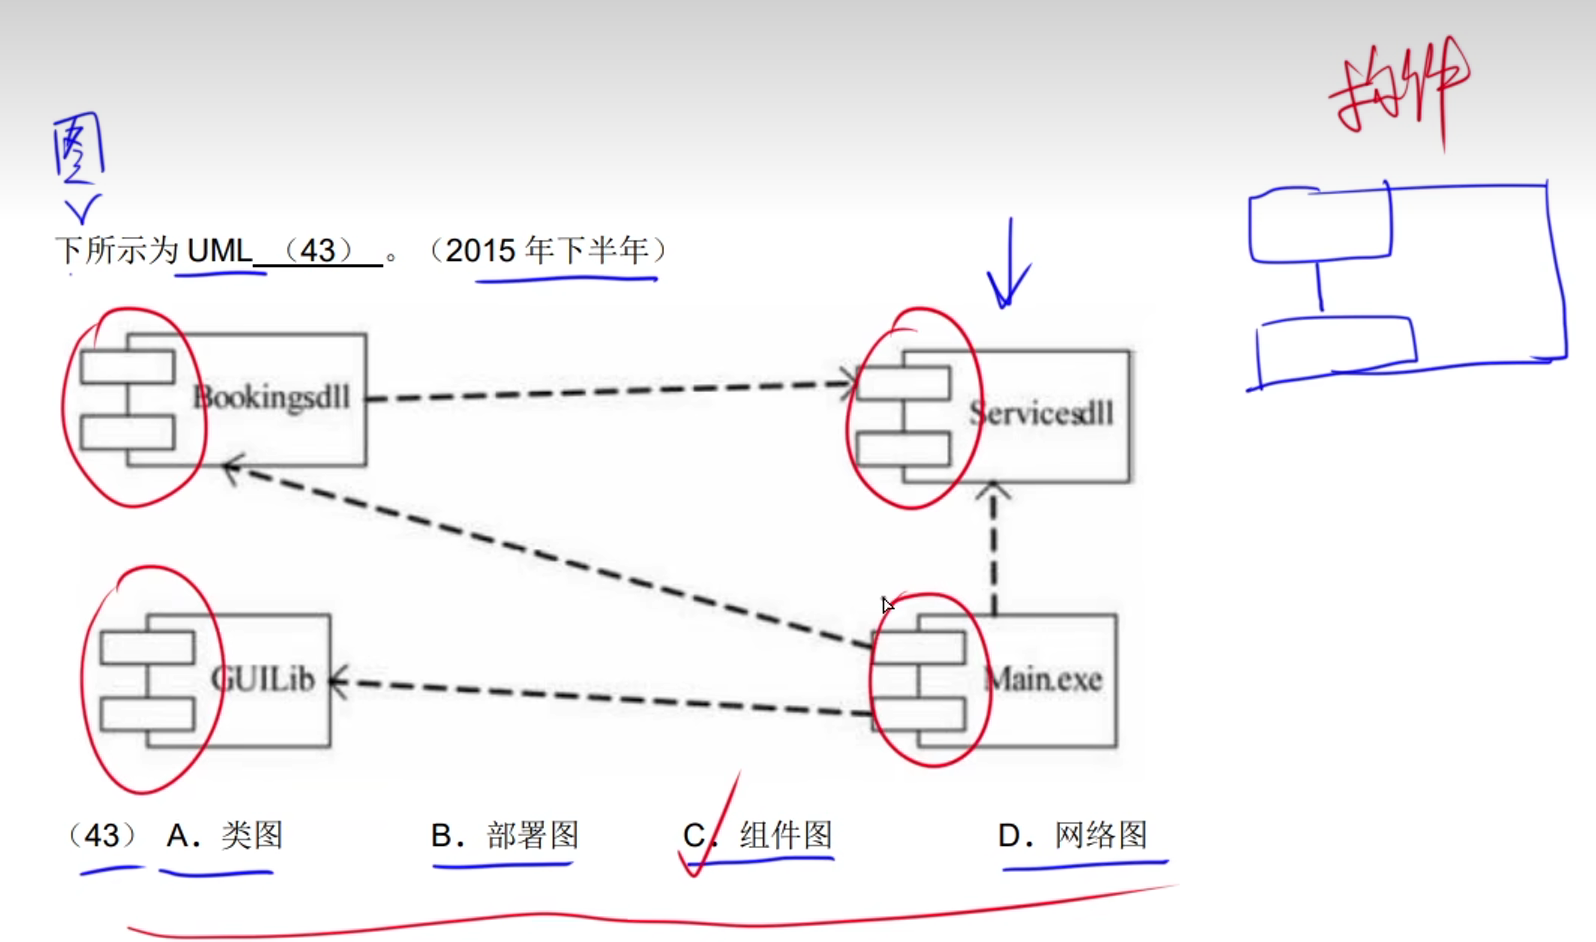 构件
图
下所示为 UML （43） 。（2015 年下半年）
Bookingsdll
Servicesdll
GUILib
Main.exe
（43） A．类图 B．部署图 C．组件图 D．网络图